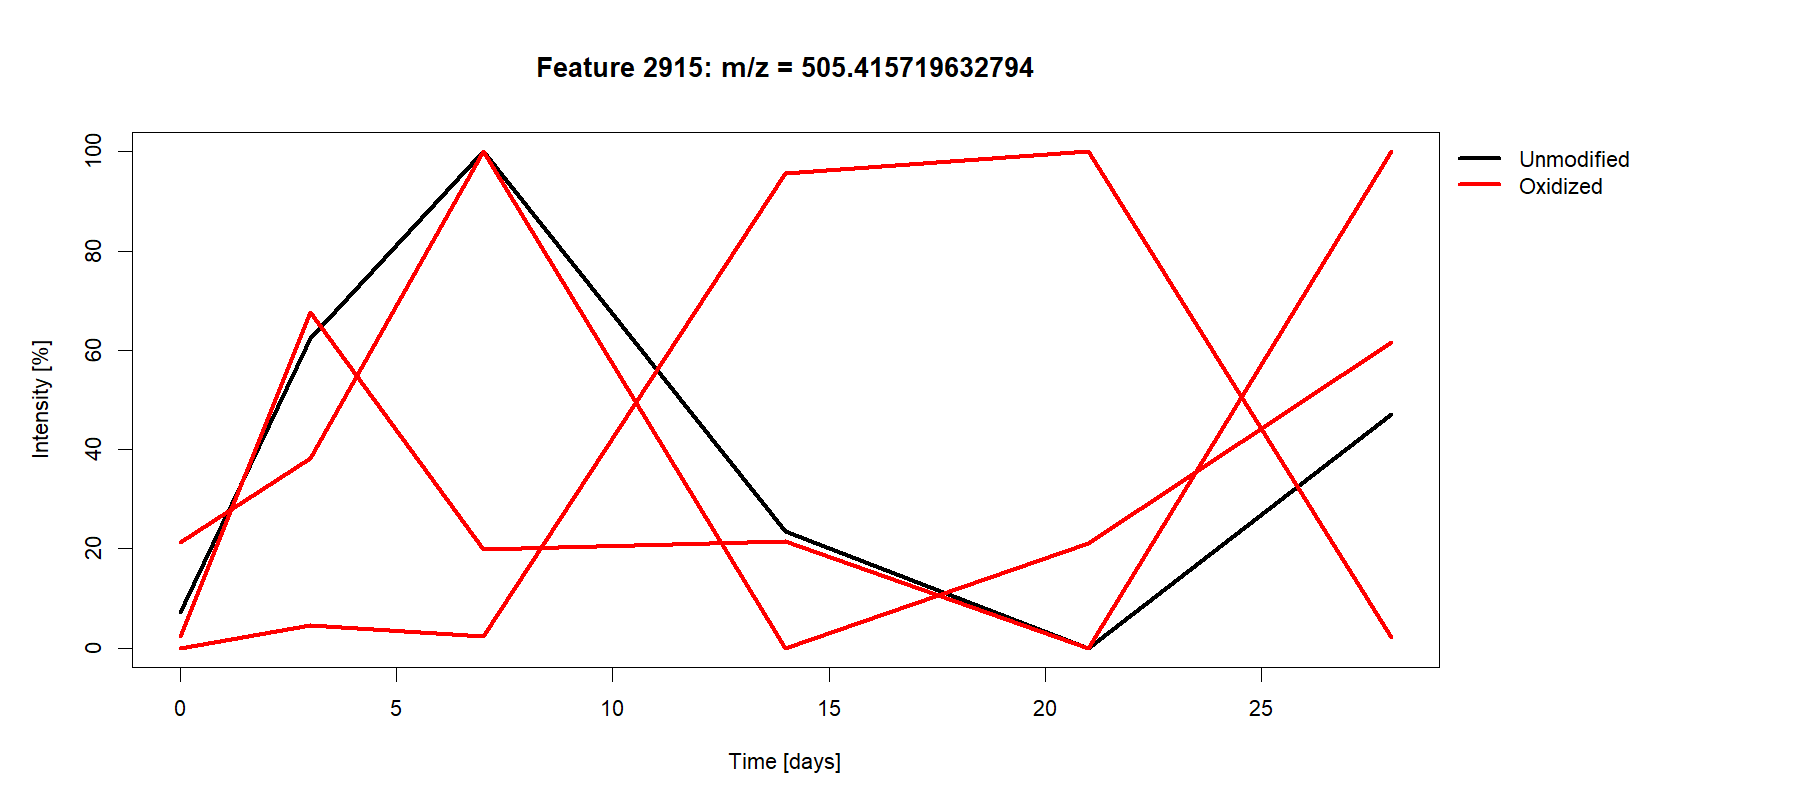 Feature 2915: m/z = 505.415719632794
Unmodified
Oxidized
Intensity [%]
100
80
60
40
20
0
0 5 10 15 20 25
Time [days]